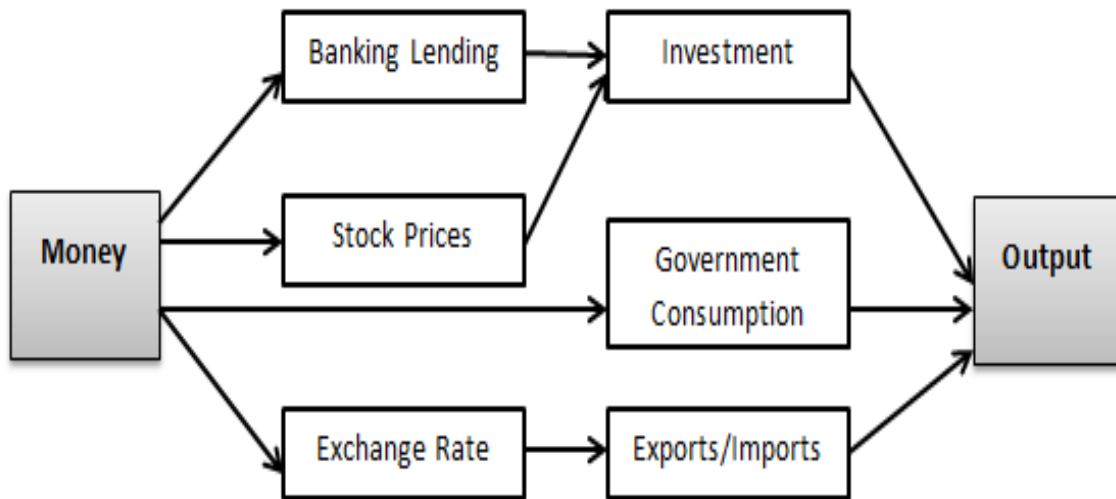 Banking Lending
Investment
Money
Stock Prices
Government
Consumption
Output
Exchange Rate
Exports/Imports